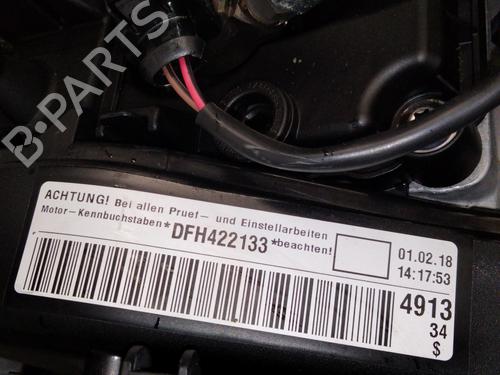 B-PARTS
ACHTUNG! Bei allen Pruef- und Einstellarbeiten
Motor-Kennbuchstaben *DFH422133* beachten!
01.02.18
14:17:53
4913
34
$